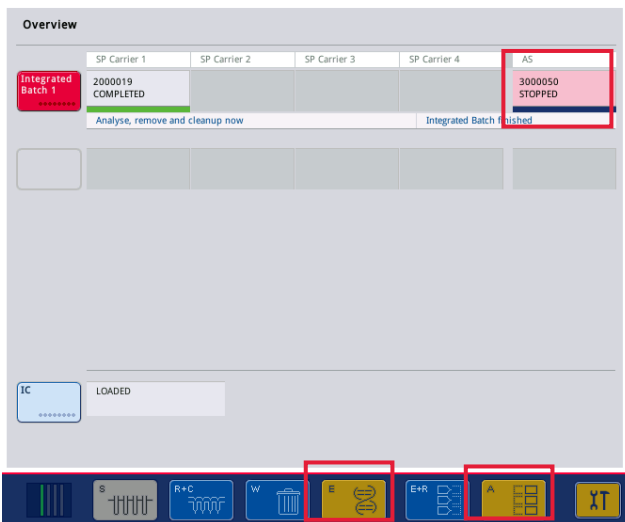 Overview
SP Carrier 1 SP Carrier 2 SP Carrier 3 SP Carrier 4 AS
Integrated
Batch 1
2000019
COMPLETED
3000050
STOPPED
Analyse, remove and cleanup now Integrated Batch finished
IC
LOADED
S R+C W E E+R A